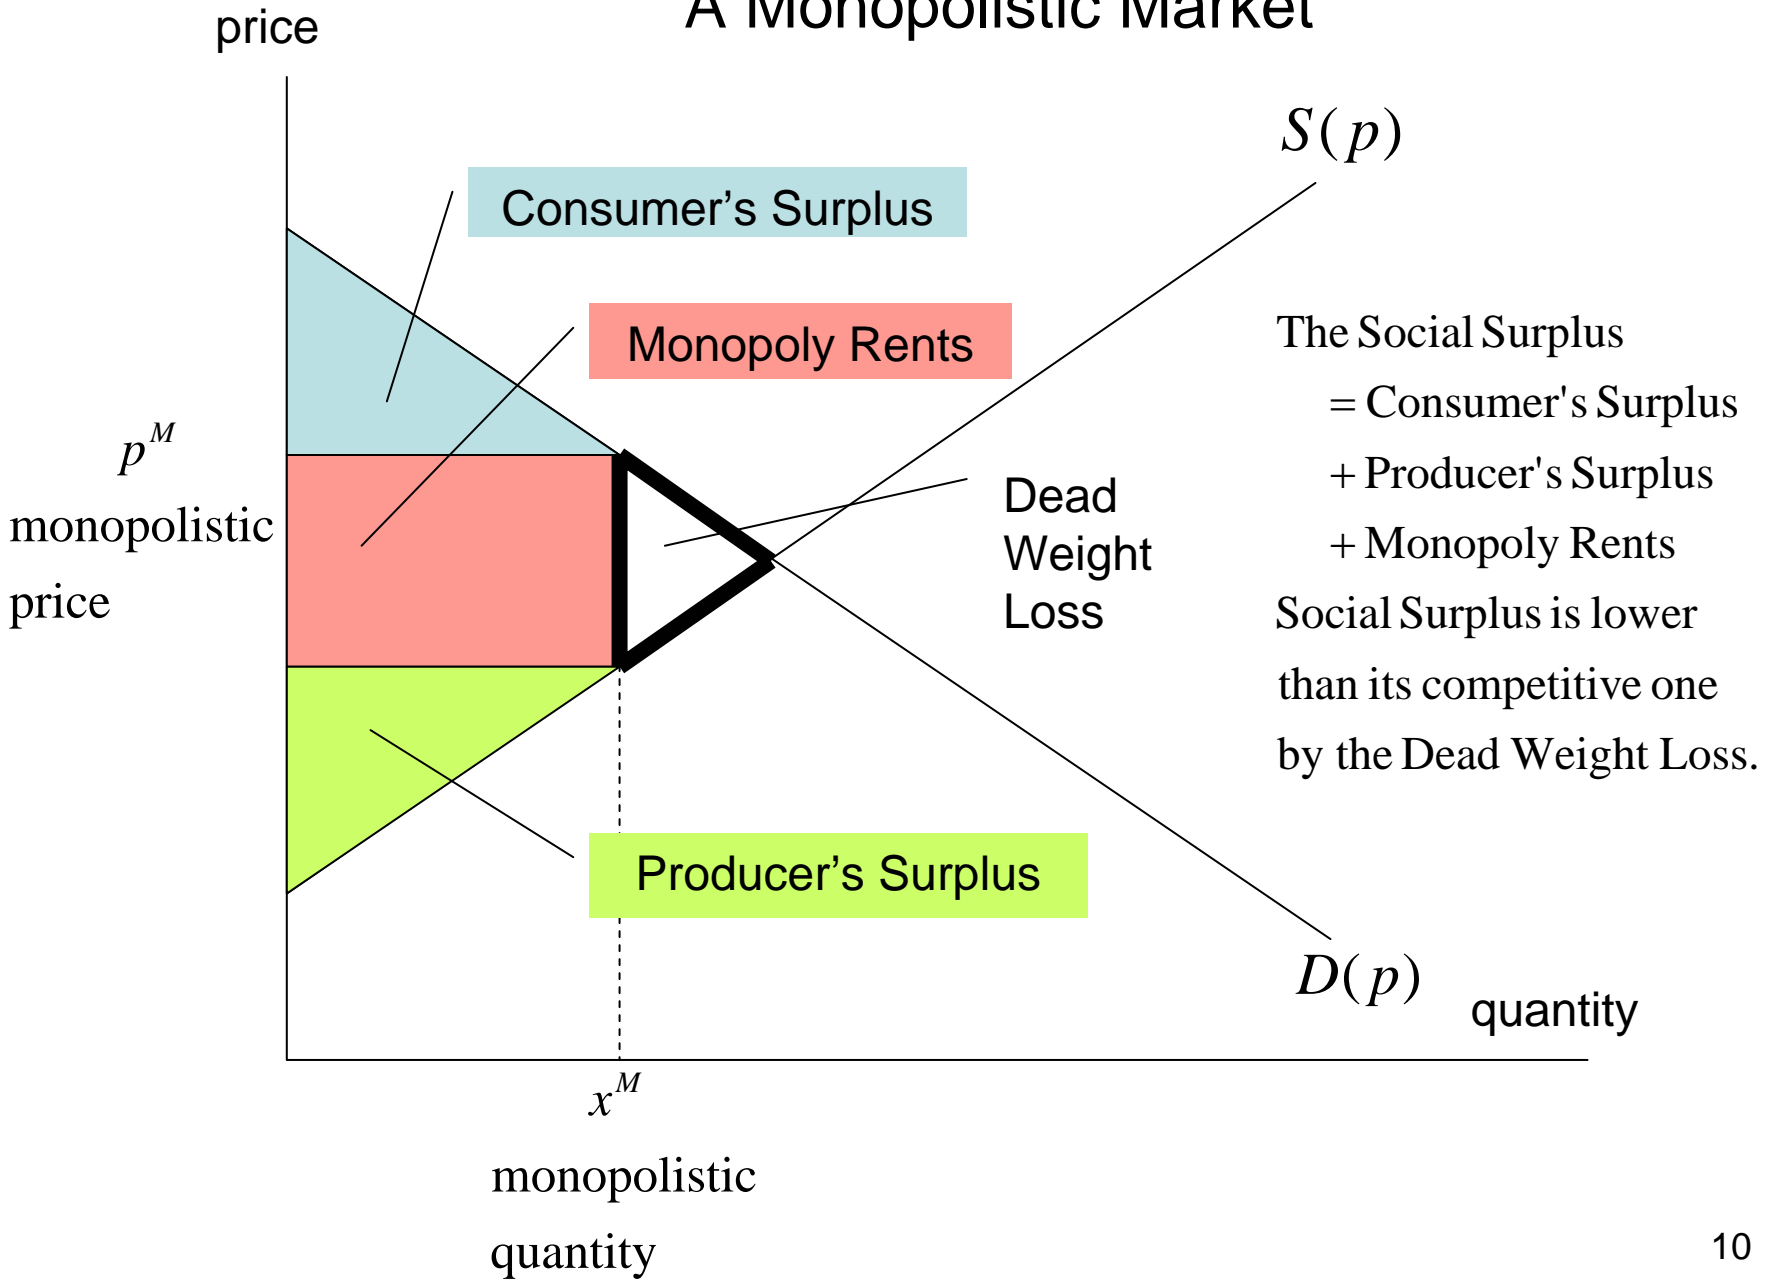 A Monopolistic Market
price
S(p)
Consumer’s Surplus
Monopoly Rents
The Social Surplus
= Consumer's Surplus
+ Producer's Surplus
+ Monopoly Rents
Social Surplus is lower
than its competitive one
by the Dead Weight Loss.
p^M
monopolistic
price
Dead
Weight
Loss
Producer’s Surplus
D(p)
quantity
x^M
monopolistic
quantity
10